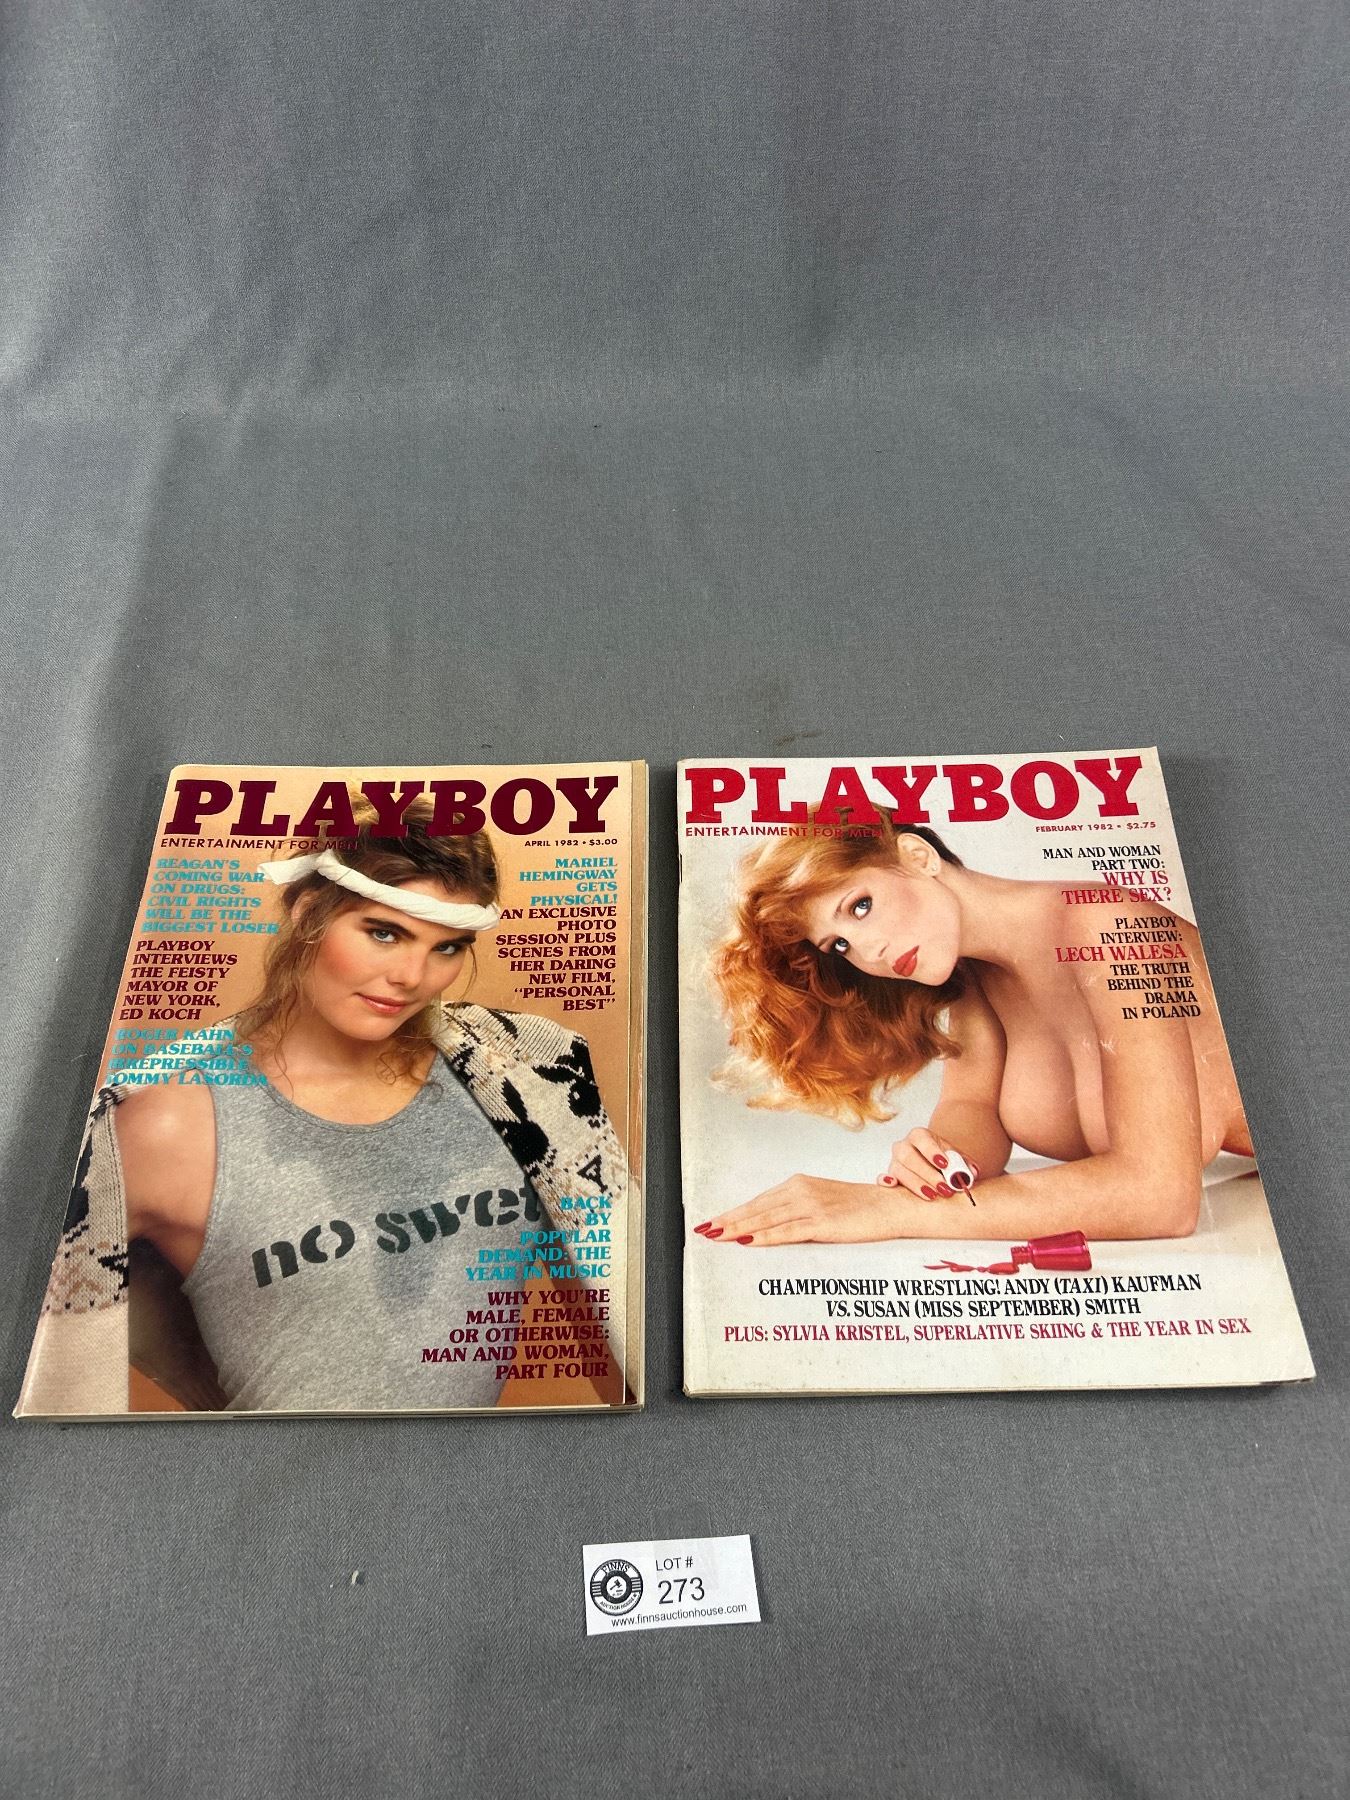 PLAYBOY
ENTERTAINMENT FOR MEN
APRIL 1982 • $3.00
REAGAN'S
COMING WAR
ON DRUGS:
CIVIL RIGHTS
WILL BE THE
BIGGEST LOSER
PLAYBOY
INTERVIEWS
THE FEISTY
MAYOR OF
NEW YORK,
ED KOCH
ROGER KAHN
ON BASEBALL'S
IRREPRESSIBLE
TOMMY LASORDA
MARIEL
HEMINGWAY
GETS
PHYSICAL!
AN EXCLUSIVE
PHOTO
SESSION PLUS
SCENES FROM
HER DARING
NEW FILM,
"PERSONAL
BEST"
no swet
BACK
BY
POPULAR
DEMAND: THE
YEAR IN MUSIC
WHY YOU'RE
MALE, FEMALE
OR OTHERWISE:
MAN AND WOMAN,
PART FOUR
PLAYBOY
ENTERTAINMENT FOR MEN
FEBRUARY 1982 • $2.75
MAN AND WOMAN
PART TWO:
WHY IS
THERE SEX?
PLAYBOY
INTERVIEW:
LECH WALESA
THE TRUTH
BEHIND THE
DRAMA
IN POLAND
CHAMPIONSHIP WRESTLING! ANDY (TAXI) KAUFMAN
VS. SUSAN (MISS SEPTEMBER) SMITH
PLUS: SYLVIA KRISTEL, SUPERLATIVE SKIING & THE YEAR IN SEX
FINNS
AUCTION HOUSE
LOT #
273
www.finnsauctionhouse.com